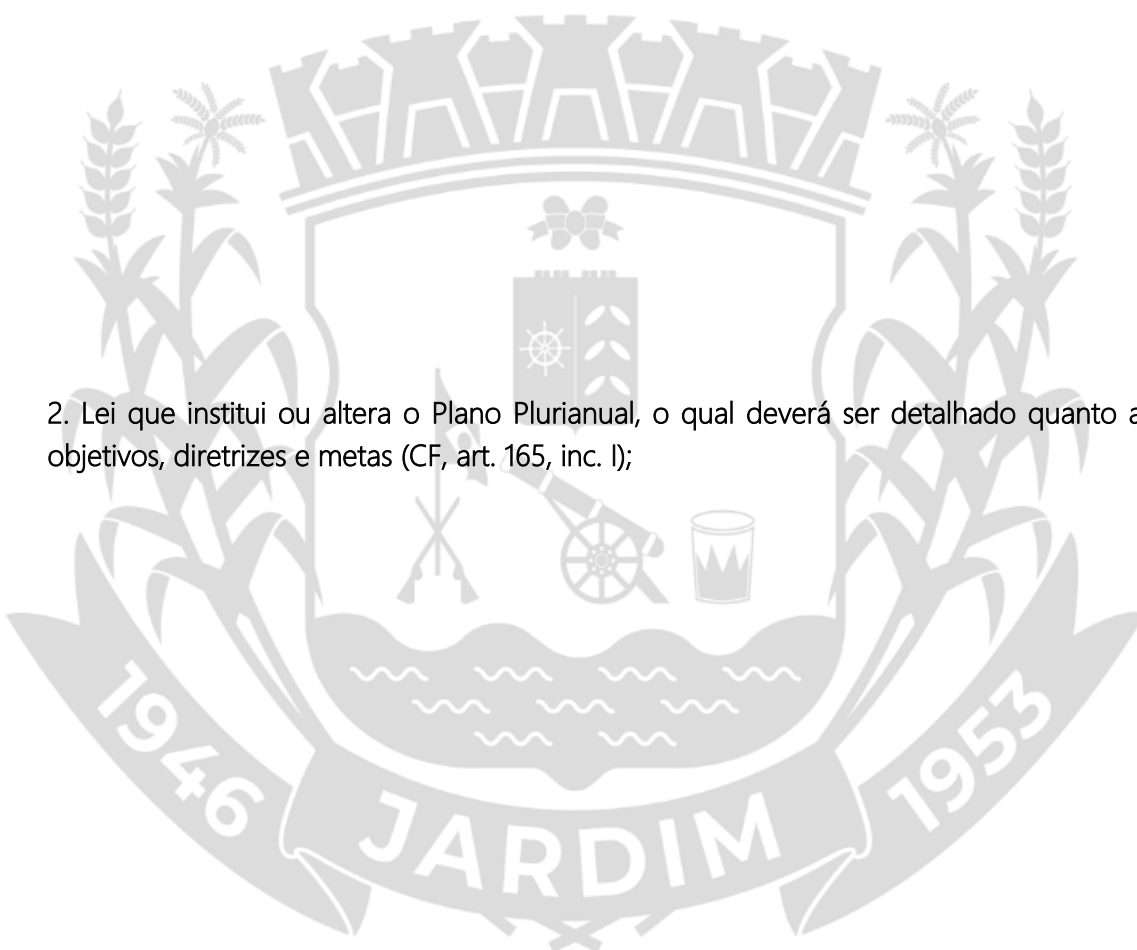 2. Lei que institui ou altera o Plano Plurianual, o qual deverá ser detalhado quanto a
objetivos, diretrizes e metas (CF, art. 165, inc. I);
1946 JARDIM 1953